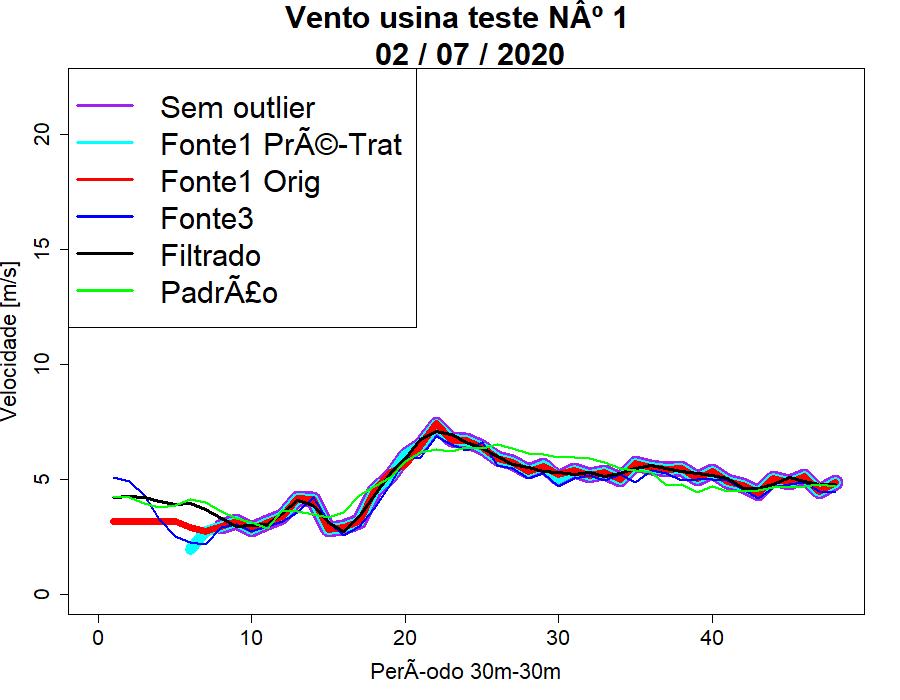 Vento usina teste NÂº 1
02 / 07 / 2020
Sem outlier
Fonte1 PrÃ©-Trat
Fonte1 Orig
Fonte3
Filtrado
PadrÃ£o
Velocidade [m/s]
20
15
10
5
0
0 10 20 30 40
PerÃ-odo 30m-30m